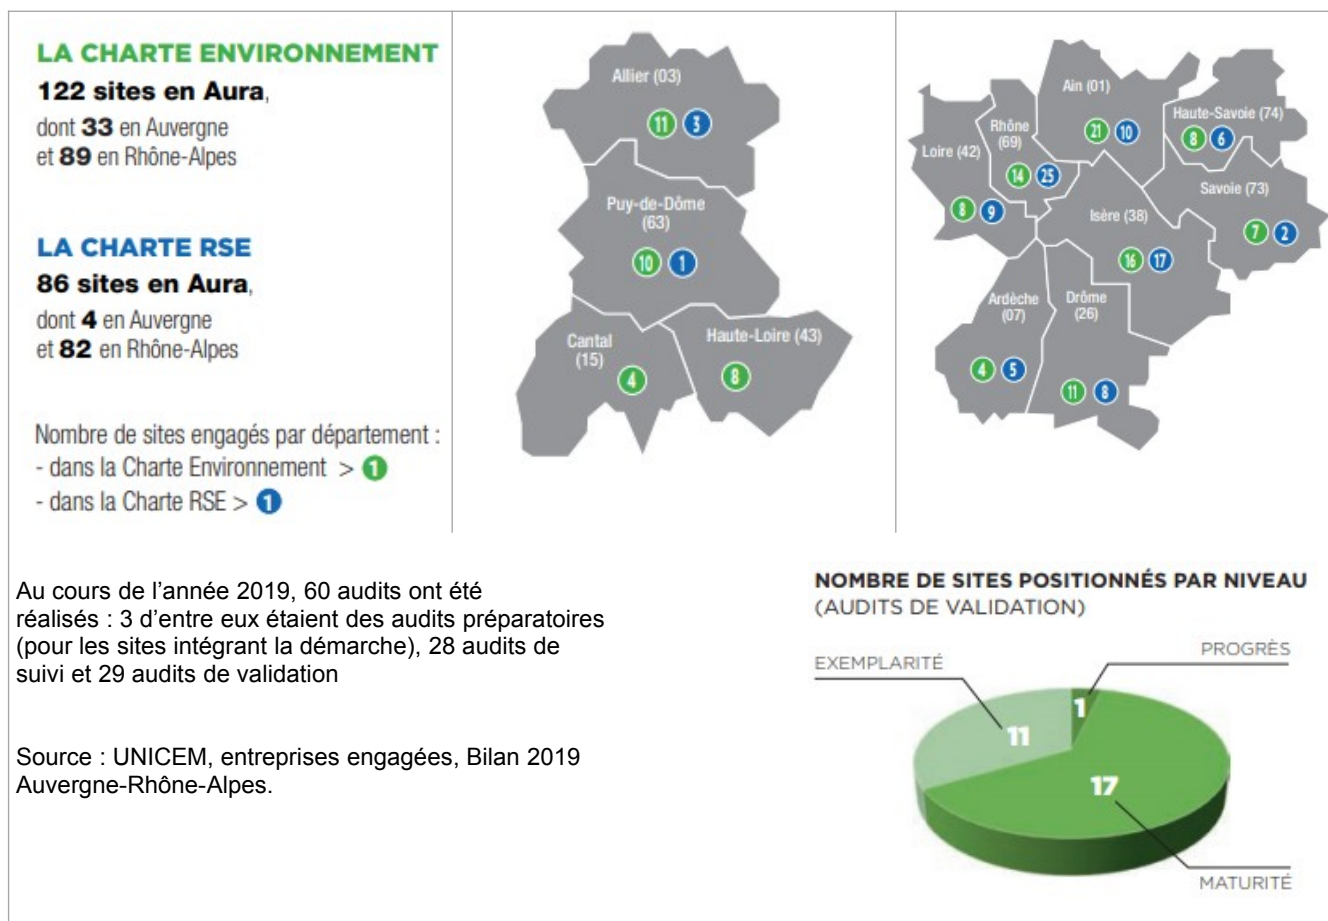 LA CHARTE ENVIRONNEMENT
122 sites en Aura,
dont 33 en Auvergne
et 89 en Rhône-Alpes
LA CHARTE RSE
86 sites en Aura,
dont 4 en Auvergne
et 82 en Rhône-Alpes
Nombre de sites engagés par département :
- dans la Charte Environnement > 1
- dans la Charte RSE > 1
Allier (03)
11 3
Puy-de-Dôme
(63)
10 1
Cantal
(15)
4
Haute-Loire (43)
8
Ain (01)
21 10
Haute-Savoie (74)
8 6
Rhône
(69)
14 25
Loire (42)
8 9
Savoie (73)
7 2
Isère (38)
16 17
Ardèche
(07)
4 5
Drôme
(26)
11 8
Au cours de l’année 2019, 60 audits ont été
réalisés : 3 d’entre eux étaient des audits préparatoires
(pour les sites intégrant la démarche), 28 audits de
suivi et 29 audits de validation
Source : UNICEM, entreprises engagées, Bilan 2019
Auvergne-Rhône-Alpes.
NOMBRE DE SITES POSITIONNÉS PAR NIVEAU
(AUDITS DE VALIDATION)
EXEMPLARITÉ
PROGRÈS
1
11
17
MATURITÉ